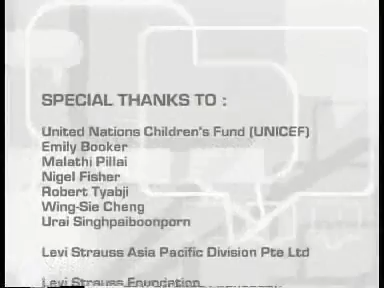 SPECIAL THANKS TO :
United Nations Children's Fund (UNICEF)
Emily Booker
Malathi Pillai
Nigel Fisher
Robert Tyabji
Wing-Sie Cheng
Urai Singhpaiboonporn
Levi Strauss Asia Pacific Division Pte Ltd
Levi Strauss Foundation